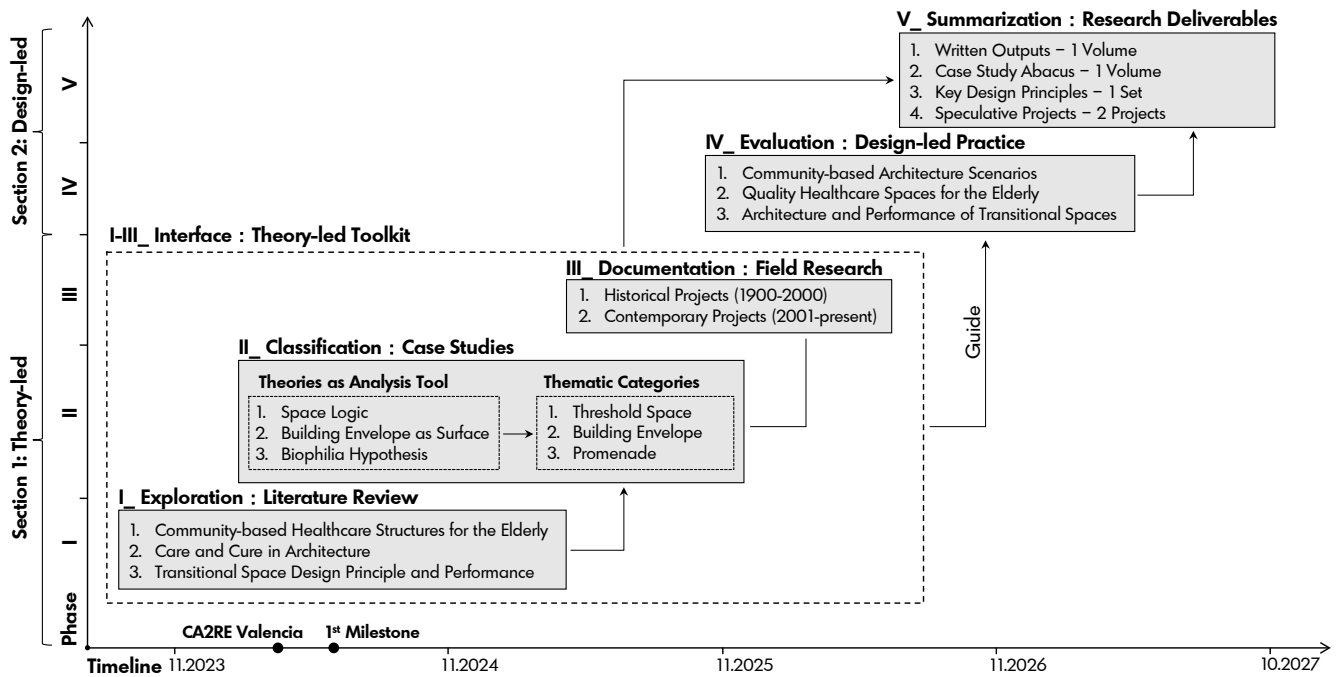 V_ Summarization : Research Deliverables
1. Written Outputs – 1 Volume
2. Case Study Abacus – 1 Volume
3. Key Design Principles – 1 Set
4. Speculative Projects – 2 Projects
IV_ Evaluation : Design-led Practice
1. Community-based Architecture Scenarios
2. Quality Healthcare Spaces for the Elderly
3. Architecture and Performance of Transitional Spaces
I-III_ Interface : Theory-led Toolkit
III_ Documentation : Field Research
1. Historical Projects (1900-2000)
2. Contemporary Projects (2001-present)
Guide
II_ Classification : Case Studies
Theories as Analysis Tool
1. Space Logic
2. Building Envelope as Surface
3. Biophilia Hypothesis
Thematic Categories
1. Threshold Space
2. Building Envelope
3. Promenade
I_ Exploration : Literature Review
1. Community-based Healthcare Structures for the Elderly
2. Care and Cure in Architecture
3. Transitional Space Design Principle and Performance
Section 2: Design-led
Section 1: Theory-led
V
IV
III
II
I
Phase
CA2RE Valencia
1st Milestone
Timeline
11.2023
11.2024
11.2025
11.2026
10.2027